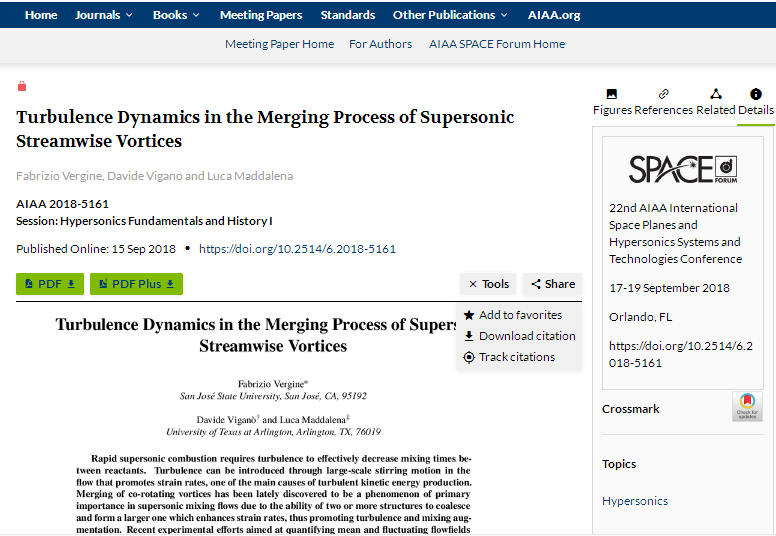 Home Journals Books Meeting Papers Standards Other Publications AIAA.org
Meeting Paper Home For Authors AIAA SPACE Forum Home
Turbulence Dynamics in the Merging Process of Supersonic
Streamwise Vortices
Fabrizio Vergine, Davide Vigano and Luca Maddalena
AIAA 2018-5161
Session: Hypersonics Fundamentals and History I
Published Online: 15 Sep 2018 • https://doi.org/10.2514/6.2018-5161
PDF PDF Plus Tools Share
Add to favorites
Download citation
Track citations
Turbulence Dynamics in the Merging Process of Supers
Streamwise Vortices
Fabrizio Vergine*
San José State University, San José, CA, 95192
Davide Viganò† and Luca Maddalena‡
University of Texas at Arlington, Arlington, TX, 76019
Rapid supersonic combustion requires turbulence to effectively decrease mixing times be-
tween reactants. Turbulence can be introduced through large-scale stirring motion in the
flow that promotes strain rates, one of the main causes of turbulent kinetic energy production.
Merging of co-rotating vortices has been lately discovered to be a phenomenon of primary
importance in supersonic mixing flows due to the ability of two or more structures to coalesce
and form a larger one which enhances strain rates, thus promoting turbulence and mixing aug-
mentation. Recent experimental efforts aimed at quantifying mean and fluctuating flowfields
Figures References Related Details
SPACE
FORUM
22nd AIAA International
Space Planes and
Hypersonics Systems and
Technologies Conference
17-19 September 2018
Orlando, FL
https://doi.org/10.2514/6.2
018-5161
Crossmark
Check for
updates
Topics
Hypersonics